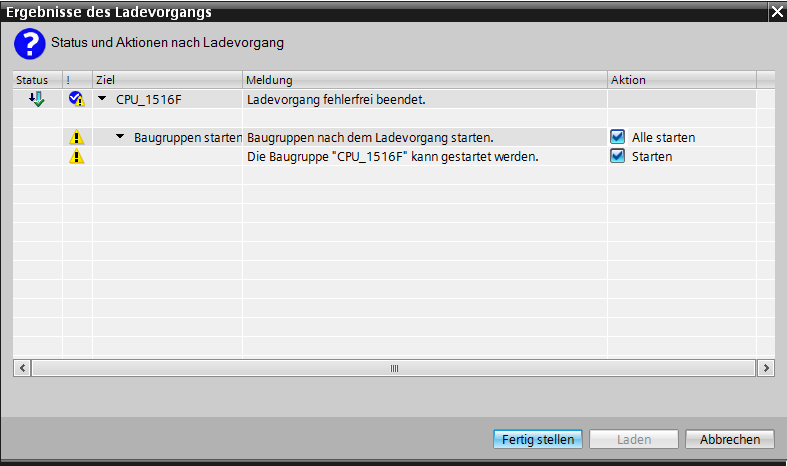 Ergebnisse des Ladevorgangs
Status und Aktionen nach Ladevorgang
Status ! Ziel Meldung Aktion
CPU_1516F Ladevorgang fehlerfrei beendet.
Baugruppen starten Baugruppen nach dem Ladevorgang starten. Alle starten
Die Baugruppe "CPU_1516F" kann gestartet werden. Starten
Fertig stellen Laden Abbrechen